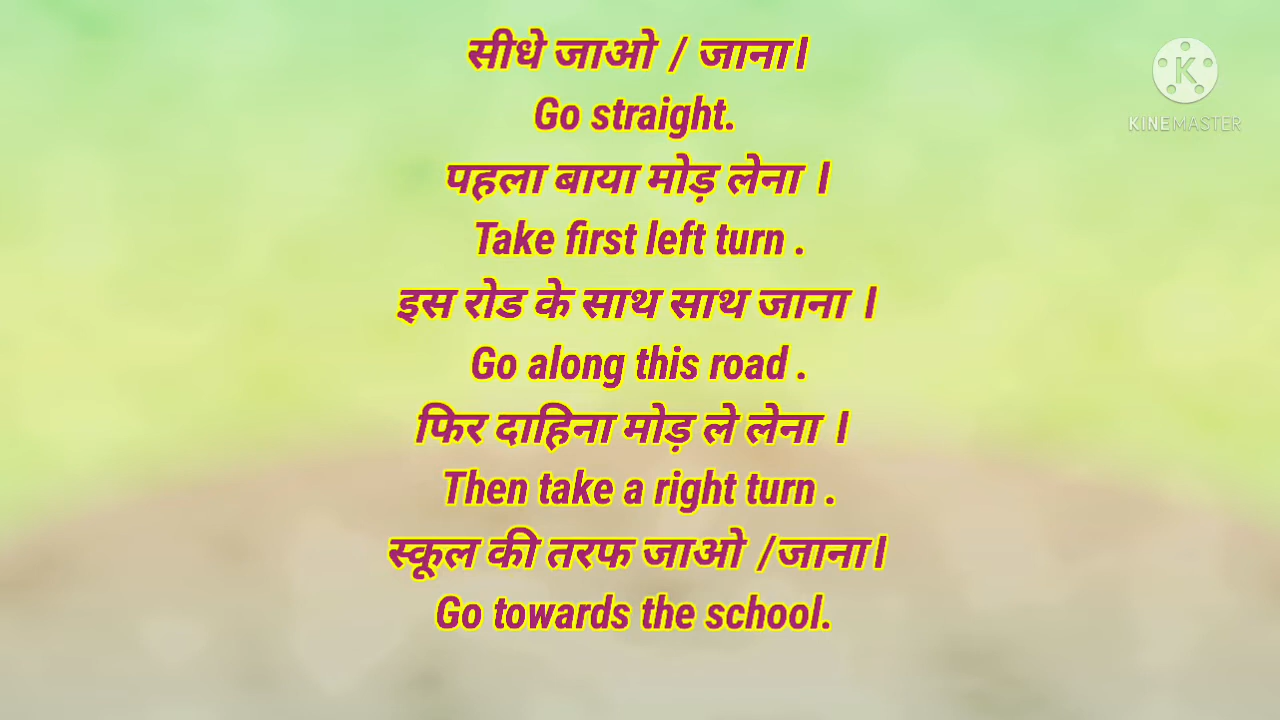 सीधे जाओ / जाना।
Go straight.
पहला बाया मोड़ लेना ।
Take first left turn .
इस रोड के साथ साथ जाना ।
Go along this road .
फिर दाहिना मोड़ ले लेना ।
Then take a right turn .
स्कूल की तरफ जाओ /जाना।
Go towards the school.
K
KINEMASTER